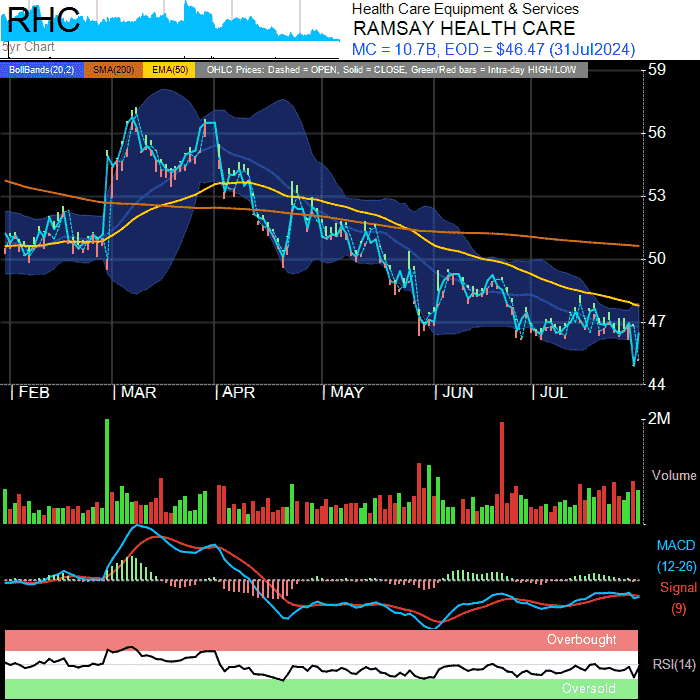 RHC
5yr Chart
Health Care Equipment & Services
RAMSAY HEALTH CARE
MC = 10.7B, EOD = $46.47 (31Jul2024)
BollBands(20,2) SMA(200) EMA(50) OHLC Prices: Dashed = OPEN, Solid = CLOSE, Green/Red bars = Intra-day HIGH/LOW
59
56
53
50
47
44
FEB MAR APR MAY JUN JUL
2M
Volume
MACD
(12-26)
Signal
(9)
Overbought
RSI(14)
Oversold